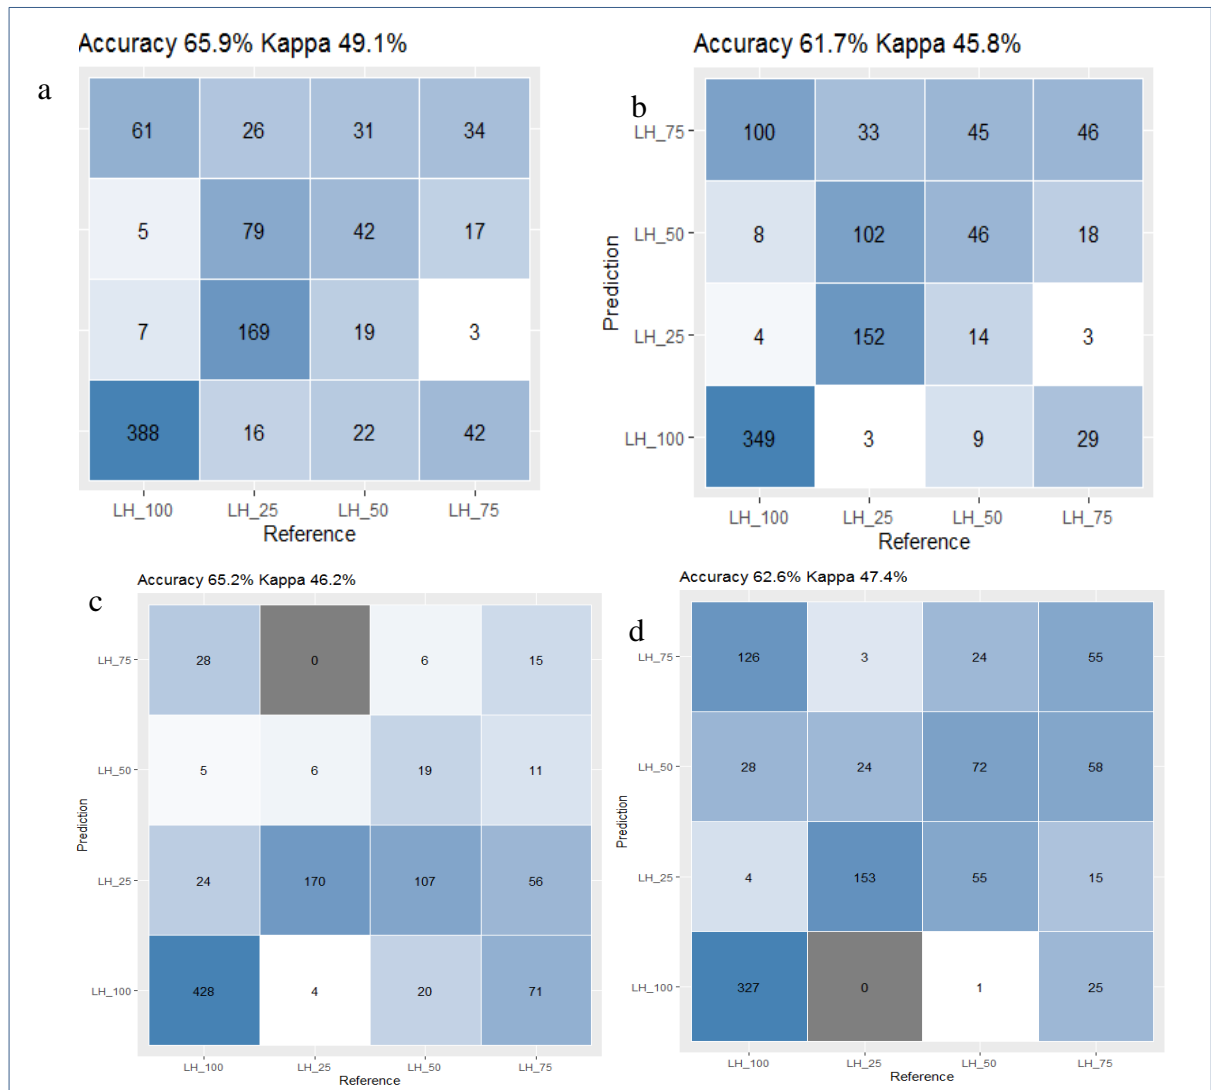 Accuracy 65.9% Kappa 49.1%
a
61 26 31 34
5 79 42 17
7 169 19 3
388 16 22 42
LH_100 LH_25 LH_50 LH_75
Reference
Accuracy 61.7% Kappa 45.8%
b
Prediction
LH_75 100 33 45 46
LH_50 8 102 46 18
LH_25 4 152 14 3
LH_100 349 3 9 29
LH_100 LH_25 LH_50 LH_75
Reference
Accuracy 65.2% Kappa 46.2%
c
Prediction
LH_75 28 0 6 15
LH_50 5 6 19 11
LH_25 24 170 107 56
LH_100 428 4 20 71
LH_100 LH_25 LH_50 LH_75
Reference
Accuracy 62.6% Kappa 47.4%
d
Prediction
LH_75 126 3 24 55
LH_50 28 24 72 58
LH_25 4 153 55 15
LH_100 327 0 1 25
LH_100 LH_25 LH_50 LH_75
Reference